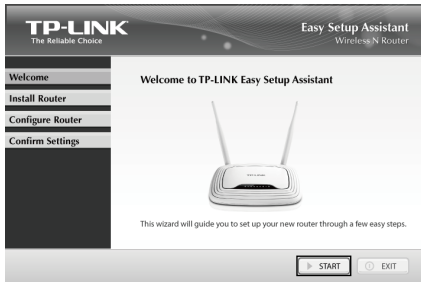 TP-LINK
The Reliable Choice
Easy Setup Assistant
Wireless N Router
Welcome
Install Router
Configure Router
Confirm Settings
Welcome to TP-LINK Easy Setup Assistant
TP-LINK
This wizard will guide you to set up your new router through a few easy steps.
START
EXIT